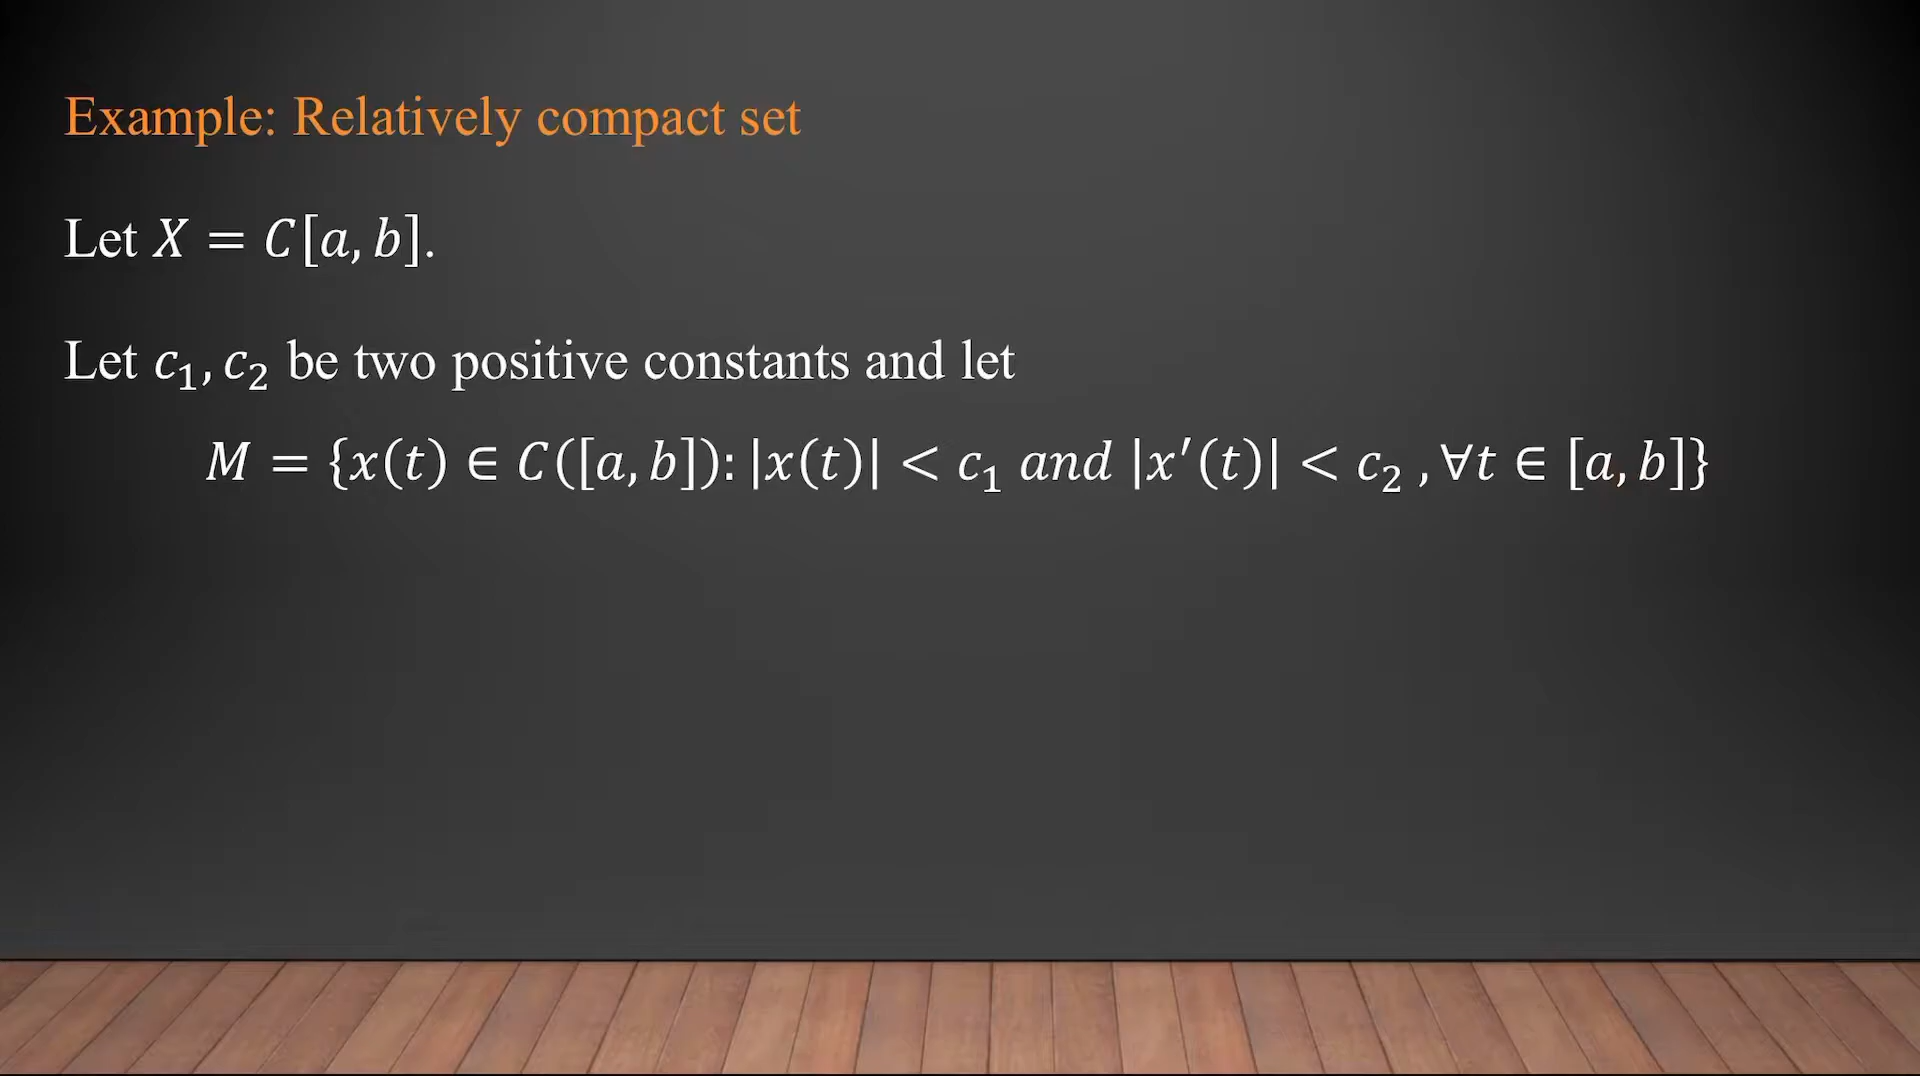 Example: Relatively compact set
Let X = C[a, b].
Let c₁, c₂ be two positive constants and let
M = {x(t) ∈ C([a, b]): |x(t)| < c₁ and |x′(t)| < c₂ , ∀t ∈ [a, b]}